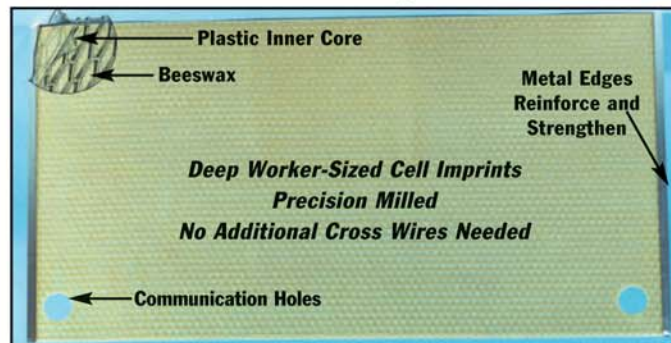 Plastic Inner Core
Beeswax
Metal Edges
Reinforce and
Strengthen
Deep Worker-Sized Cell Imprints
Precision Milled
No Additional Cross Wires Needed
Communication Holes